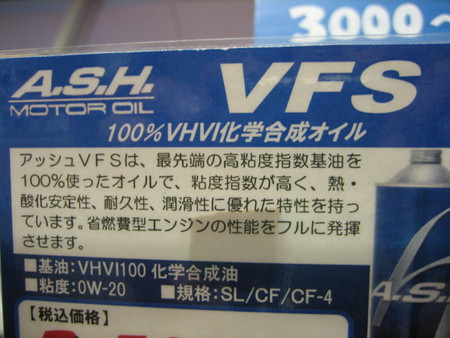 3000～
A.S.H.
MOTOR OIL
VFS
100%VHVI化学合成オイル
アッシュVFSは、最先端の高粘度指数基油を
100%使ったオイルで、粘度指数が高く、熱・
酸化安定性、耐久性、潤滑性に優れた特性を持っ
ています。省燃費型エンジンの性能をフルに発揮
させます。
■基油:VHVI100 化学合成油
■粘度:0W-20 ■規格:SL/CF/CF-4
A.S.
【税込価格】